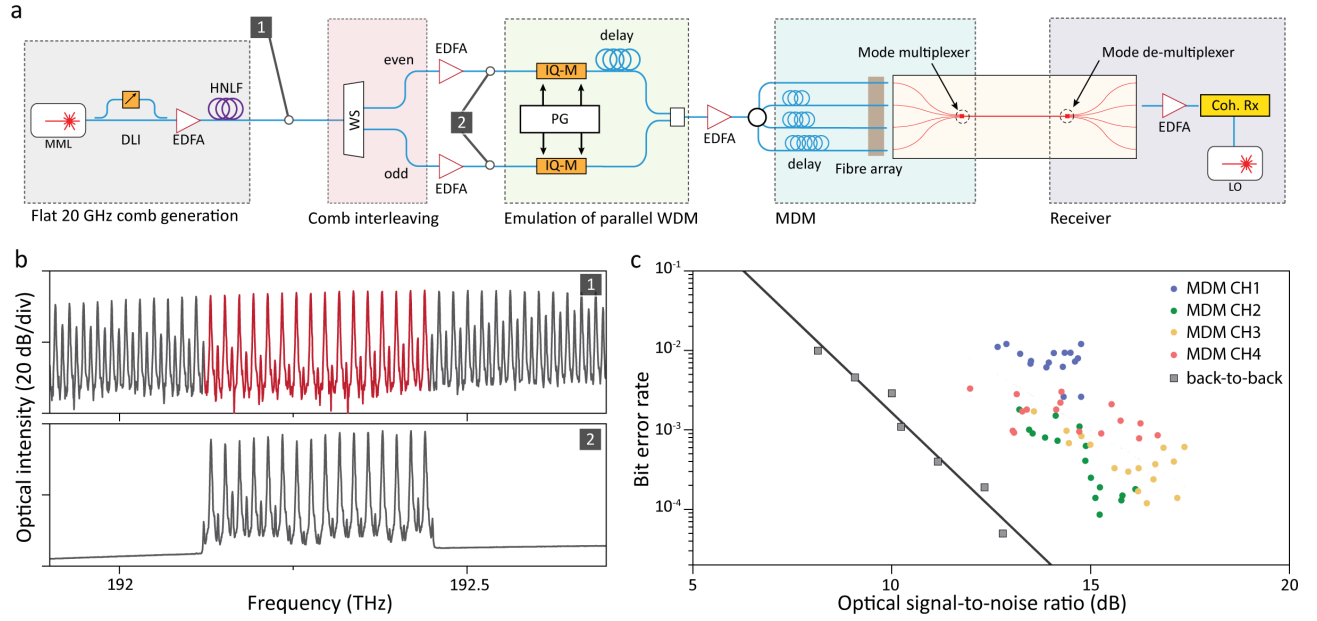 a
1
MML
DLI
EDFA
HNLF
Flat 20 GHz comb generation
WS
even
odd
Comb interleaving
EDFA
2
EDFA
delay
IQ-M
PG
IQ-M
Emulation of parallel WDM
EDFA
delay
Fibre array
MDM
Mode multiplexer
Mode de-multiplexer
EDFA
Coh. Rx
LO
Receiver
b
Optical intensity (20 dB/div)
1
2
192
192.5
Frequency (THz)
c
Bit error rate
10-1
10-2
10-3
10-4
MDM CH1
MDM CH2
MDM CH3
MDM CH4
back-to-back
5
10
15
20
Optical signal-to-noise ratio (dB)